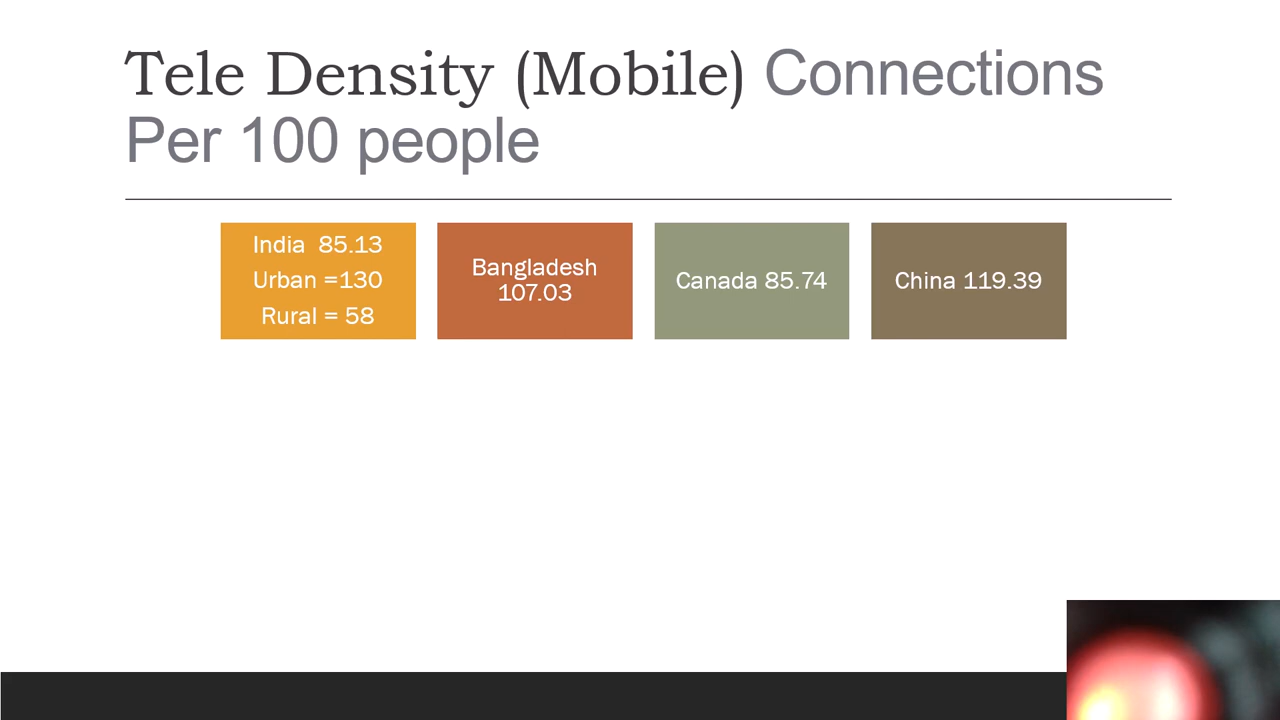 Tele Density (Mobile) Connections
Per 100 people
India  85.13
Urban =130
Rural = 58
Bangladesh
107.03
Canada 85.74
China 119.39